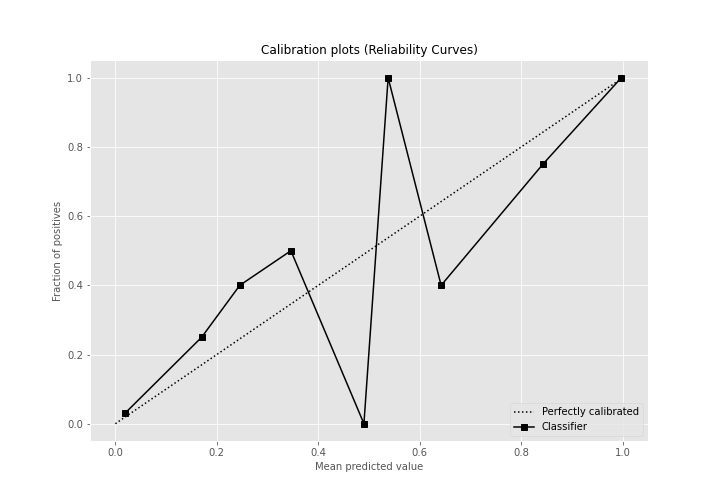 Calibration plots (Reliability Curves)
Fraction of positives
1.0
0.8
0.6
0.4
0.2
0.0
0.0 0.2 0.4 0.6 0.8 1.0
Mean predicted value
Perfectly calibrated
Classifier